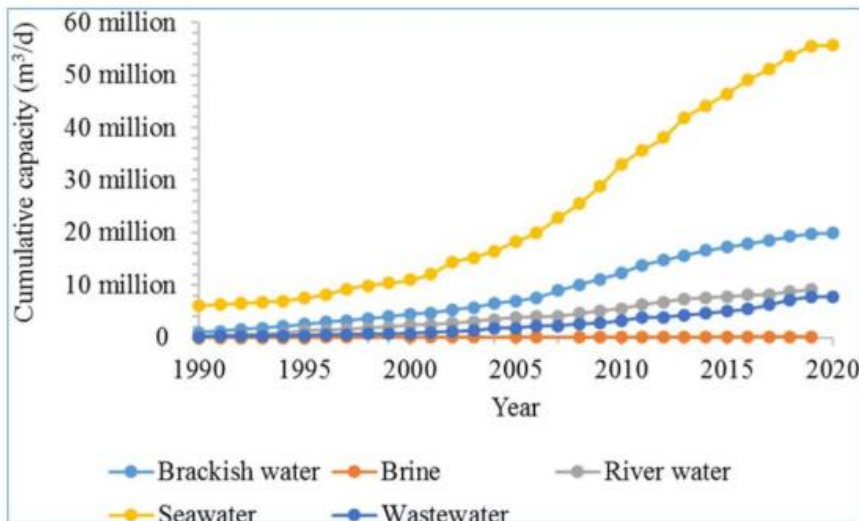 60 million
50 million
40 million
30 million
20 million
10 million
0
Cumulative capacity (m³/d)
1990 1995 2000 2005 2010 2015 2020
Year
Brackish water Brine River water
Seawater Wastewater